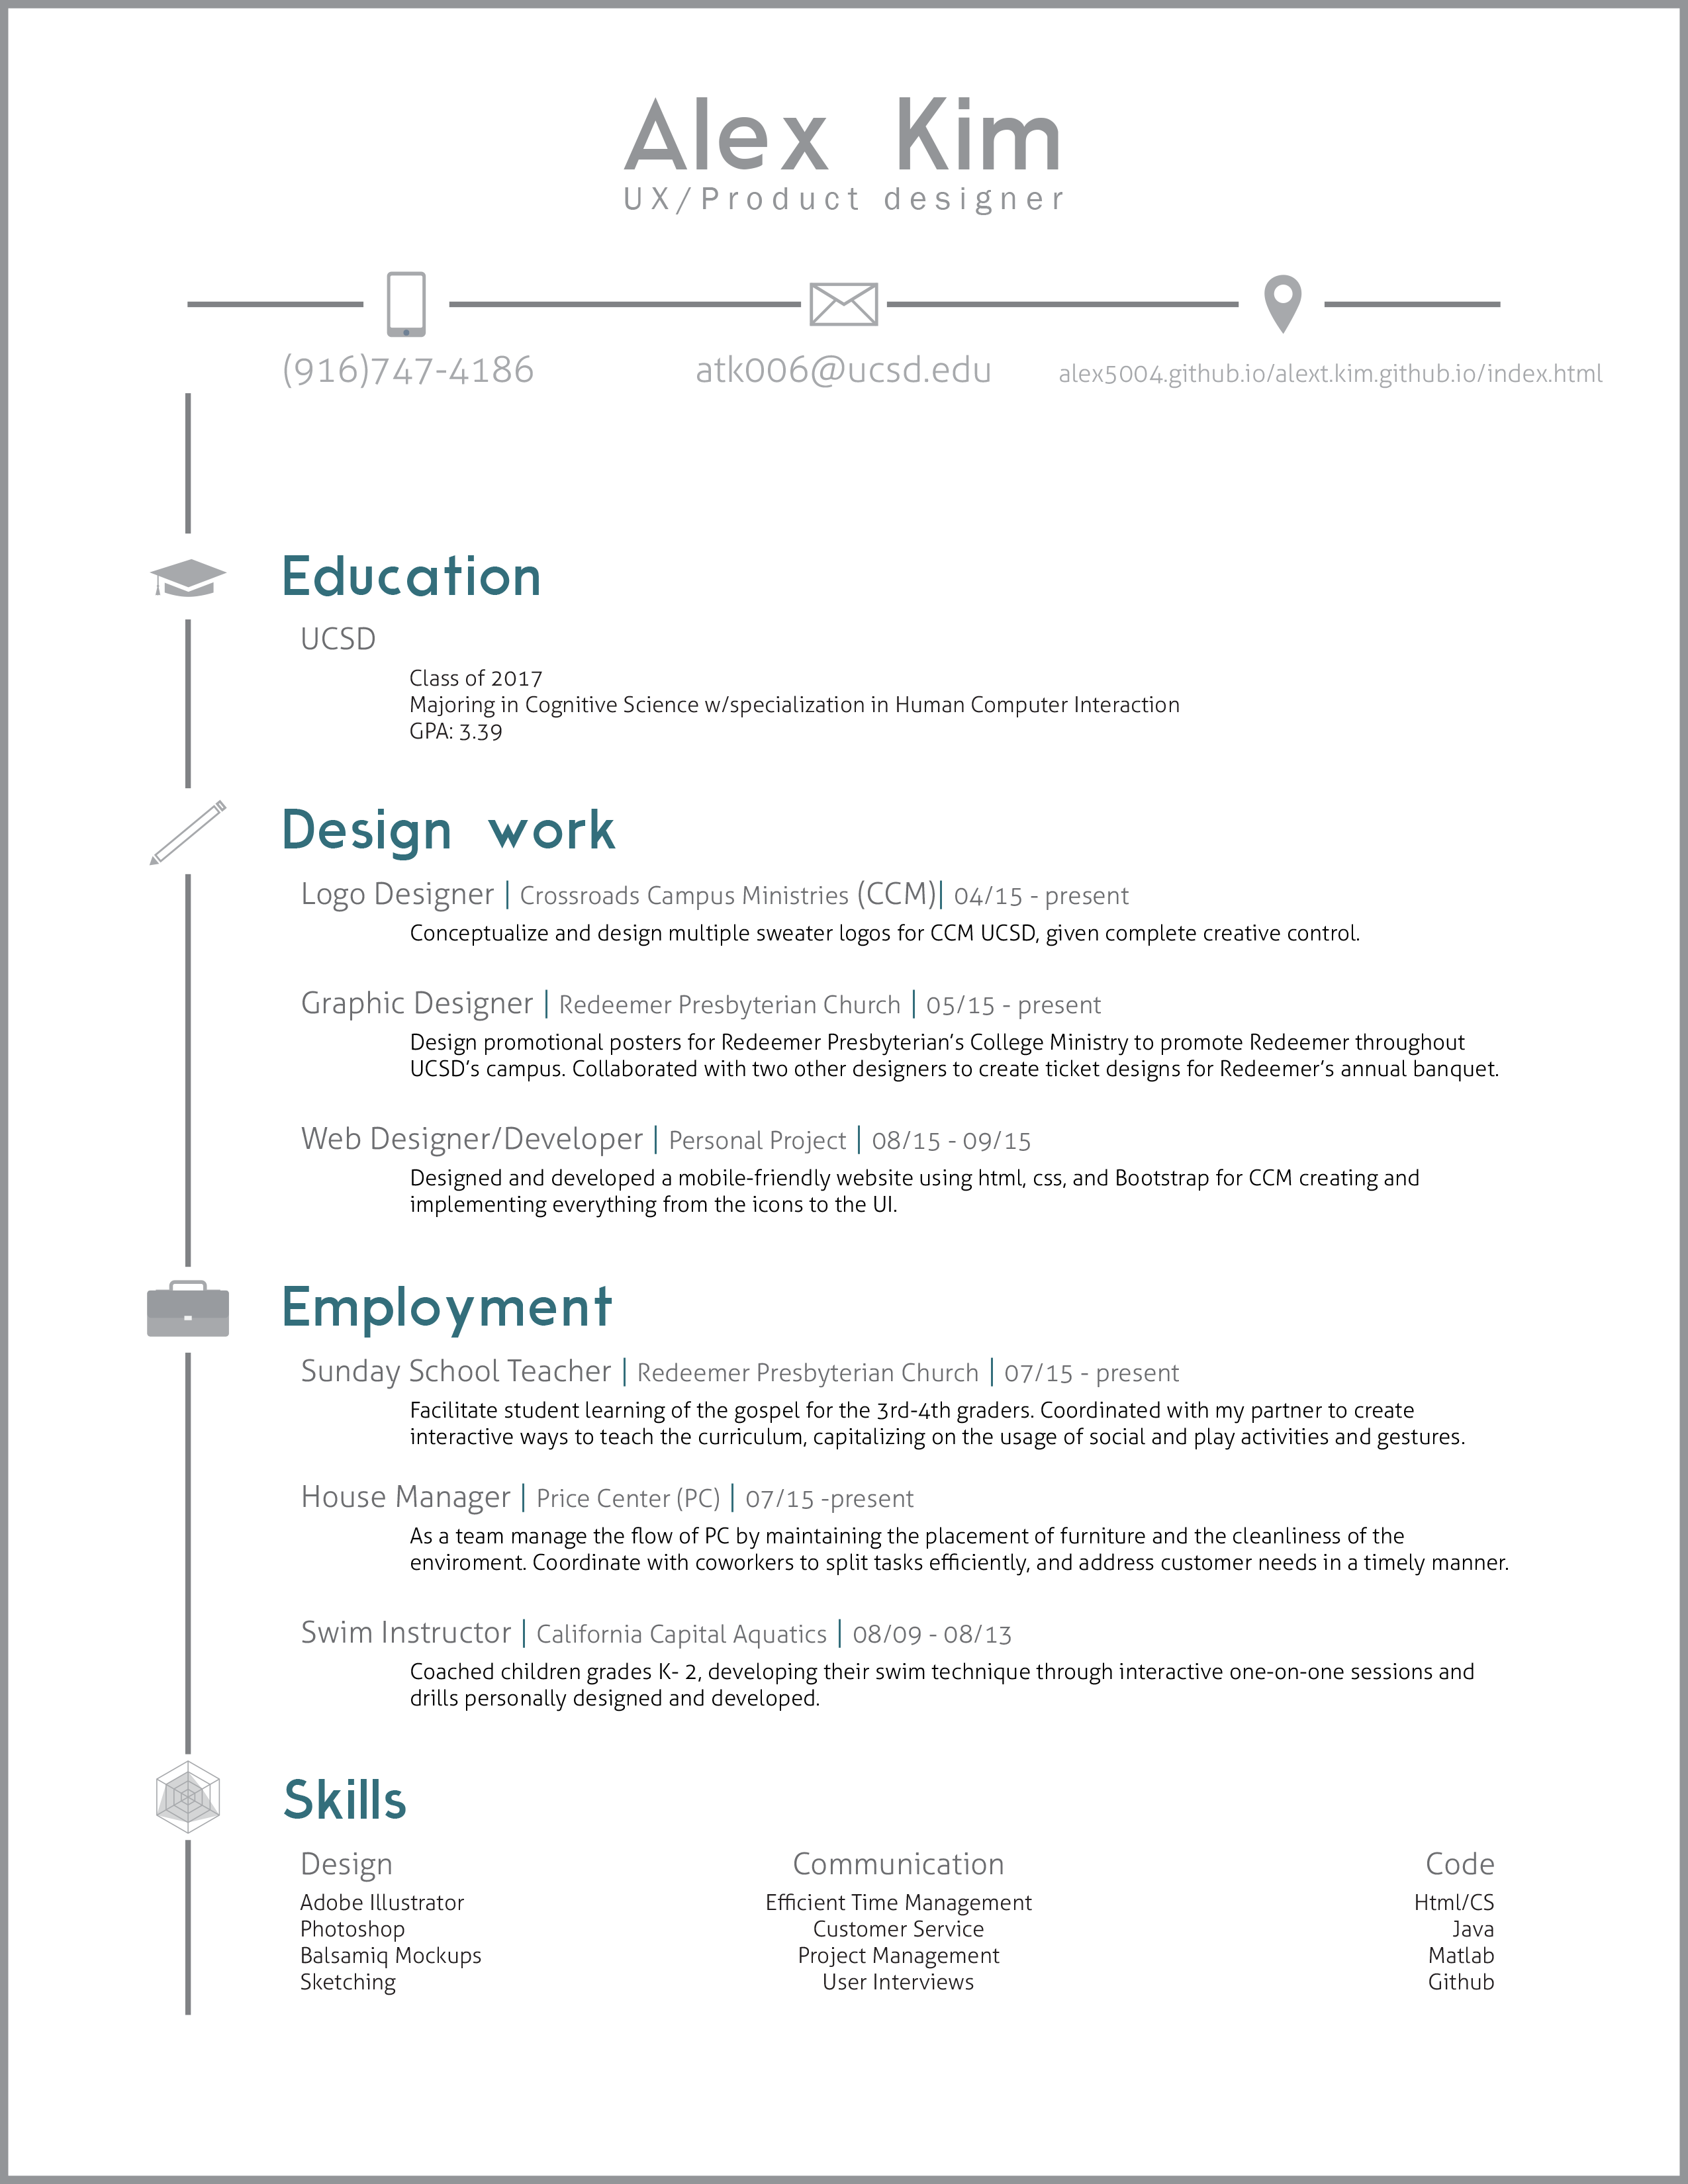 Alex Kim
UX/Product designer
(916)747-4186
atk006@ucsd.edu
alex5004.github.io/alext.kim.github.io/index.html
Education
UCSD
Class of 2017
Majoring in Cognitive Science w/specialization in Human Computer Interaction
GPA: 3.39
Design work
Logo Designer | Crossroads Campus Ministries (CCM)| 04/15 - present
Conceptualize and design multiple sweater logos for CCM UCSD, given complete creative control.
Graphic Designer | Redeemer Presbyterian Church | 05/15 - present
Design promotional posters for Redeemer Presbyterian’s College Ministry to promote Redeemer throughout
UCSD’s campus. Collaborated with two other designers to create ticket designs for Redeemer’s annual banquet.
Web Designer/Developer | Personal Project | 08/15 - 09/15
Designed and developed a mobile-friendly website using html, css, and Bootstrap for CCM creating and
implementing everything from the icons to the UI.
Employment
Sunday School Teacher | Redeemer Presbyterian Church | 07/15 - present
Facilitate student learning of the gospel for the 3rd-4th graders. Coordinated with my partner to create
interactive ways to teach the curriculum, capitalizing on the usage of social and play activities and gestures.
House Manager | Price Center (PC) | 07/15 -present
As a team manage the flow of PC by maintaining the placement of furniture and the cleanliness of the
enviroment. Coordinate with coworkers to split tasks efficiently, and address customer needs in a timely manner.
Swim Instructor | California Capital Aquatics | 08/09 - 08/13
Coached children grades K- 2, developing their swim technique through interactive one-on-one sessions and
drills personally designed and developed.
Skills
Design
Adobe Illustrator
Photoshop
Balsamiq Mockups
Sketching
Communication
Efficient Time Management
Customer Service
Project Management
User Interviews
Code
Html/CS
Java
Matlab
Github